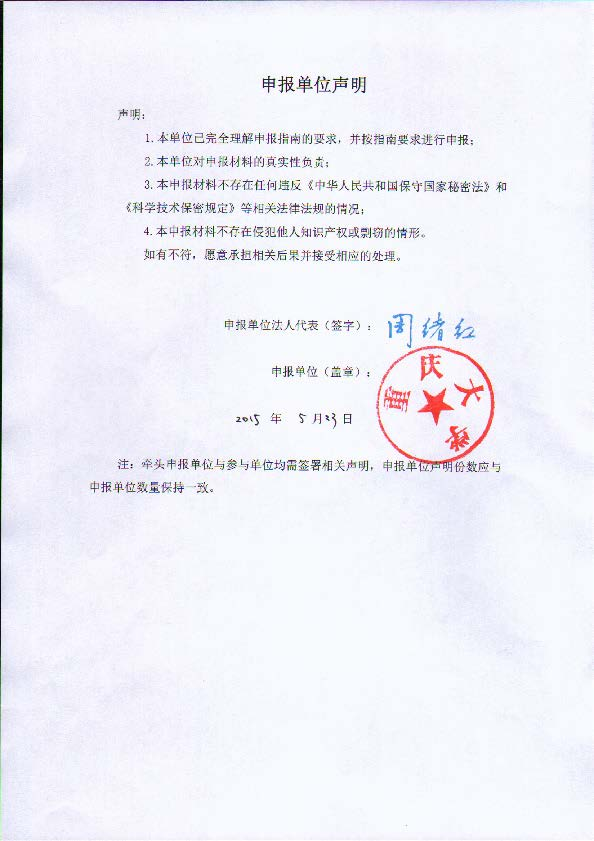 申报单位声明
声明：
1.本单位已完全理解申报指南的要求，并按指南要求进行申报；
2.本单位对申报材料的真实性负责；
3.本申报材料不存在任何违反《中华人民共和国保守国家秘密法》和
《科学技术保密规定》等相关法律法规的情况；
4.本申报材料不存在侵犯他人知识产权或剽窃的情形。
如有不符，愿意承担相关后果并接受相应的处理。
申报单位法人代表（签字）：周绪红
申报单位（盖章）：
重庆大学
2015 年 5 月 23 日
注：牵头申报单位与参与单位均需签署相关声明，申报单位声明份数应与
申报单位数量保持一致。